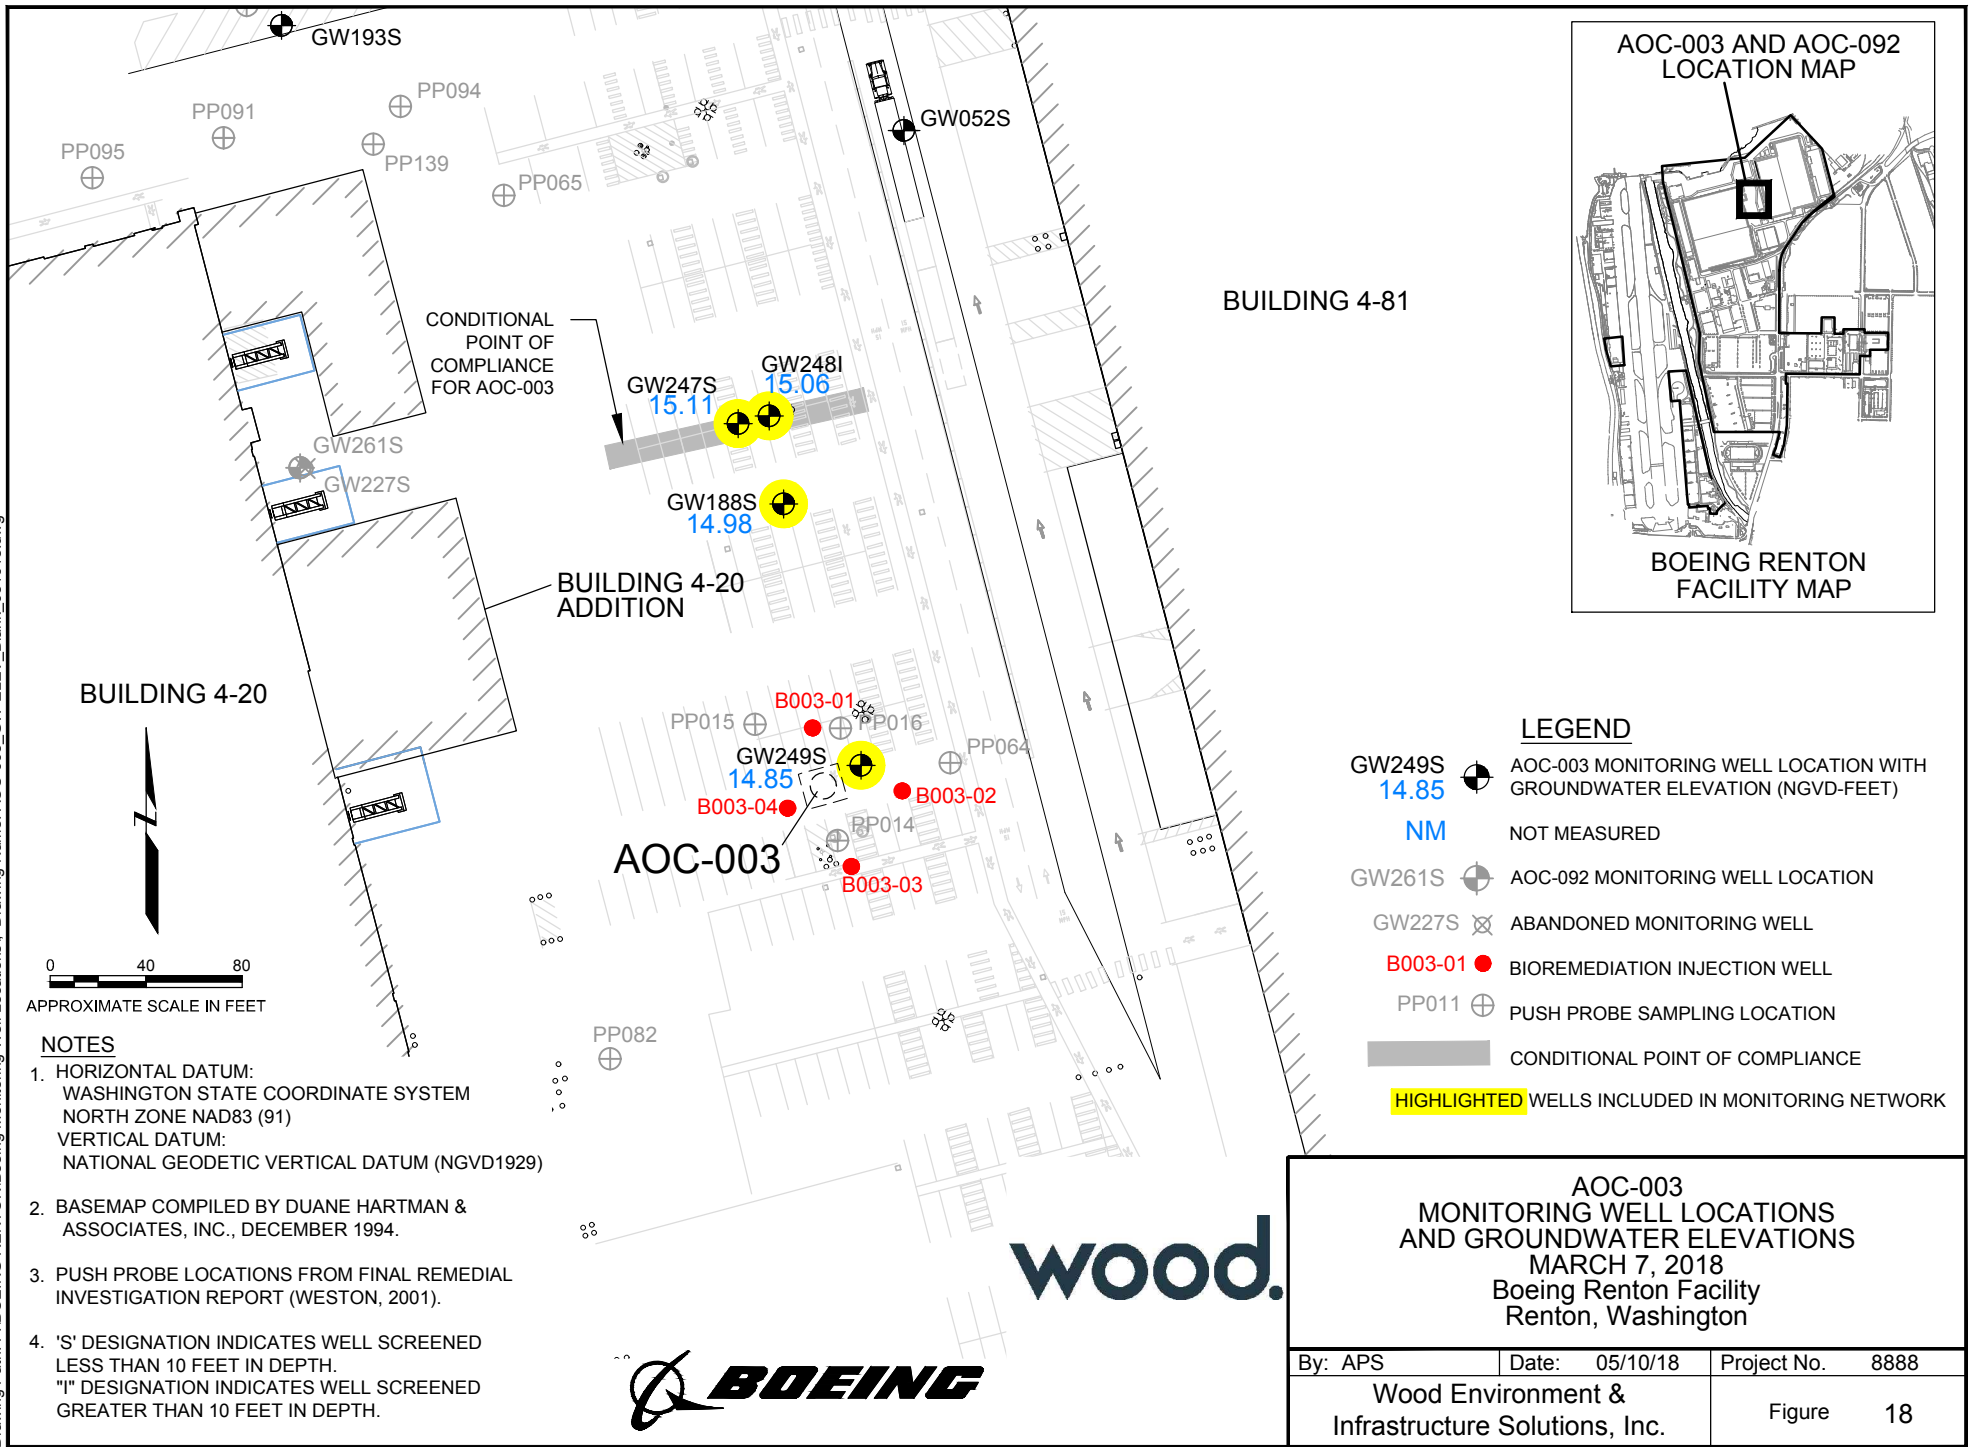 GW193S
PP094
PP091
PP139
PP095
PP065
GW052S
BUILDING 4-81
CONDITIONAL
POINT OF
COMPLIANCE
FOR AOC-003
GW247S
15.11
GW248I
15.06
GW261S
GW227S
GW188S
14.98
BUILDING 4-20
ADDITION
BUILDING 4-20
B003-01
PP015
PP016
GW249S
14.85
PP064
B003-04
B003-02
PP014
AOC-003
B003-03
PP082
AOC-003 AND AOC-092
LOCATION MAP
BOEING RENTON
FACILITY MAP
LEGEND
GW249S
14.85
AOC-003 MONITORING WELL LOCATION WITH
GROUNDWATER ELEVATION (NGVD-FEET)
NM NOT MEASURED
GW261S AOC-092 MONITORING WELL LOCATION
GW227S ABANDONED MONITORING WELL
B003-01 BIOREMEDIATION INJECTION WELL
PP011 PUSH PROBE SAMPLING LOCATION
CONDITIONAL POINT OF COMPLIANCE
HIGHLIGHTED WELLS INCLUDED IN MONITORING NETWORK
Z
0 40 80
APPROXIMATE SCALE IN FEET
NOTES
1. HORIZONTAL DATUM:
WASHINGTON STATE COORDINATE SYSTEM
NORTH ZONE NAD83 (91)
VERTICAL DATUM:
NATIONAL GEODETIC VERTICAL DATUM (NGVD1929)
2. BASEMAP COMPILED BY DUANE HARTMAN &
ASSOCIATES, INC., DECEMBER 1994.
3. PUSH PROBE LOCATIONS FROM FINAL REMEDIAL
INVESTIGATION REPORT (WESTON, 2001).
4. 'S' DESIGNATION INDICATES WELL SCREENED
LESS THAN 10 FEET IN DEPTH.
"I" DESIGNATION INDICATES WELL SCREENED
GREATER THAN 10 FEET IN DEPTH.
BOEING
wood.
AOC-003
MONITORING WELL LOCATIONS
AND GROUNDWATER ELEVATIONS
MARCH 7, 2018
Boeing Renton Facility
Renton, Washington
By: APS Date: 05/10/18 Project No. 8888
Wood Environment &
Infrastructure Solutions, Inc.
Figure 18